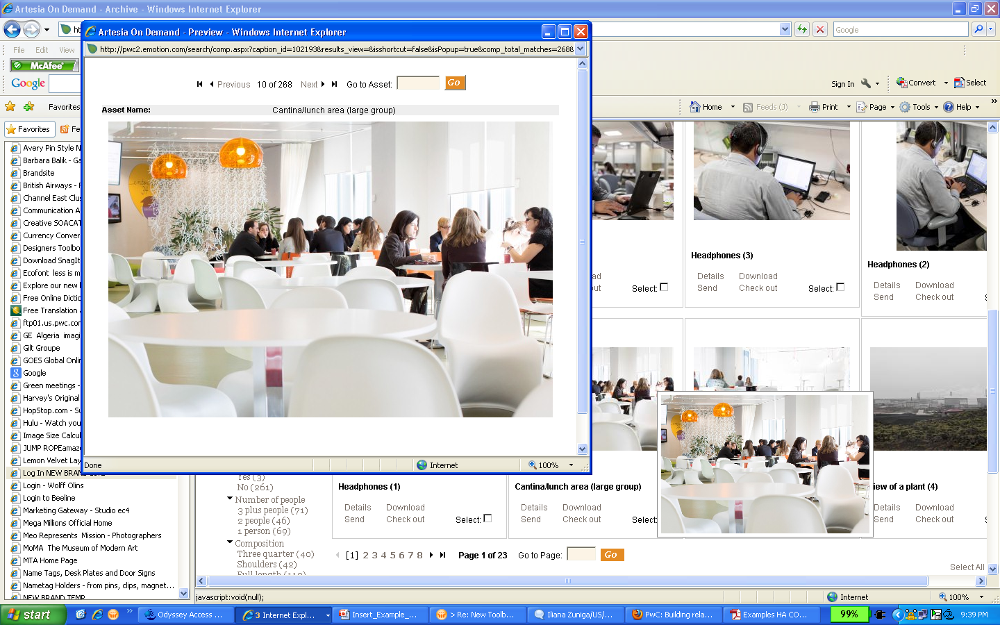 Artesia On Demand - Archive - Windows Internet Explorer
Artesia On Demand - Preview - Windows Internet Explorer
http://pwc2.emotion.com/search/comp.aspx?caption_id=102193&results_view=&isshortcut=false&isPopup=true&comp_total_matches=268&
Google
File Edit View
McAfee
Google
Sign In
Convert
Select
Favorites
Home
Feeds (J)
Print
Page
Tools
Help
Previous 10 of 268 Next Go to Asset: Go
Asset Name: Cantina/lunch area (large group)
Favorites
Avery Pin Style N
Barbara Balik - Ga
Brandsite
British Airways - F
Channel East Clus
Communication A
Creative SOACAT
Currency Conver
Designers Toolbo
Download SnagIt
Ecofont less is m
Explore our new
Free Online Dictio
Free Translation
ftp01.us.pwc.com
GE Algeria imagi
Gilt Groupe
GOES Global Onli
Google
Green meetings -
Harvey's Original
HopStop.com - Su
Hulu - Watch you
Image Size Calcul
JUMP ROPEamaz
Lemon Velvet Lay
Log In NEW BRAND
Login - Wolff Olins
Login to Beeline
Marketing Gateway - Studio ec4
Mega Millions Official Home
Meo Represents Mission - Photographers
MoMA The Museum of Modern Art
MTA Home Page
Name Tags, Desk Plates and Door Signs
Nametag Holders - from pins, clips, magnet...
NEW BRAND TEMP
Done
Internet
100%
Headphones (3)
Details Download
Send Check out Select:
Headphones (2)
Details Download
Send Check out
Select:
Yes (3)
No (261)
Number of people
3 plus people (71)
2 people (46)
1 person (69)
Composition
Three quarter (40)
Shoulders (42)
Full length (119)
Headphones (1)
Details Download
Send Check out Select:
Cantina/lunch area (large group)
Details Download
Send Check out Select:
iew of a plant (4)
Details Download
Send Check out
[1] 2 3 4 5 6 7 8 Page 1 of 23 Go to Page: Go
Select All
javascript:void(null);
Internet
100%
start
Odyssey Access ...
3 Internet Expl...
Insert_Example_...
> Re: New Toolb...
Iliana Zuniga/US/...
PwC: Building rela...
Examples HA CO...
99%
9:39 PM